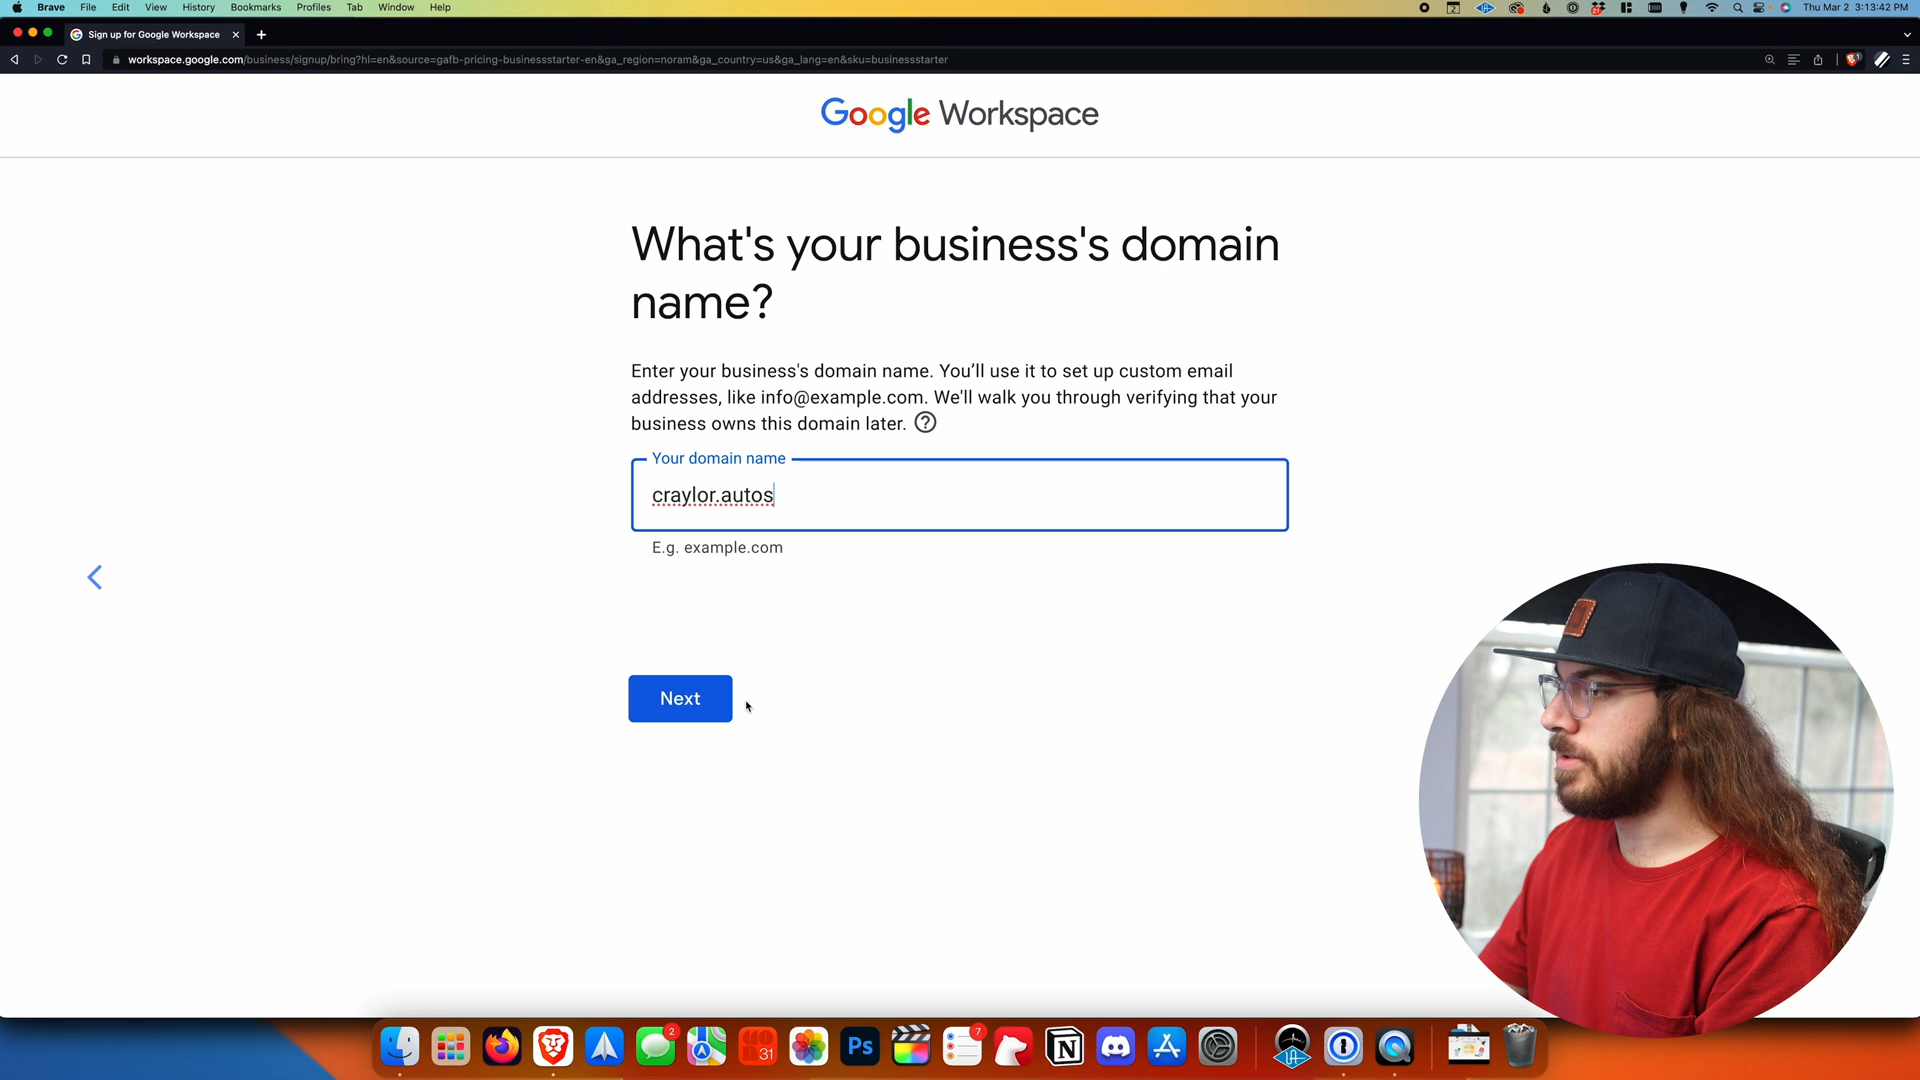 Brave File Edit View History Bookmarks Profiles Tab Window Help
Thu Mar 2 3:13:42 PM
Sign up for Google Workspace
workspace.google.com/business/signup/bring?hl=en&source=gafb-pricing-businessstarter-en&ga_region=noram&ga_country=us&ga_lang=en&sku=businessstarter
Google Workspace
What's your business's domain
name?
Enter your business's domain name. You’ll use it to set up custom email
addresses, like info@example.com. We'll walk you through verifying that your
business owns this domain later.
Your domain name
craylor.autos
E.g. example.com
Next
2
31
Ps
7